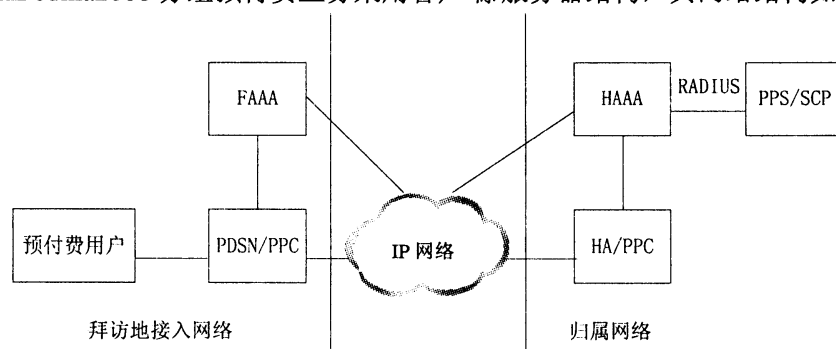 FAAA
HAAA
RADIUS
PPS/SCP
预付费用户
PDSN/PPC
IP 网络
HA/PPC
拜访地接入网络
归属网络